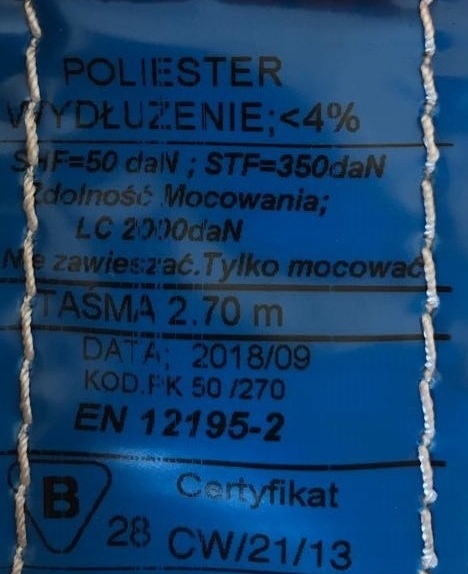 POLIESTER
WYDŁUŻENIE;<4%
SHF=50 daN ; STF=350daN
Zdolność Mocowania;
LC 2000daN
Nie zawieszać.Tylko mocować
TAŚMA 2.70 m
DATA; 2018/09
KOD.PK 50 /270
EN 12195-2
B Certyfikat
28 CW/21/13